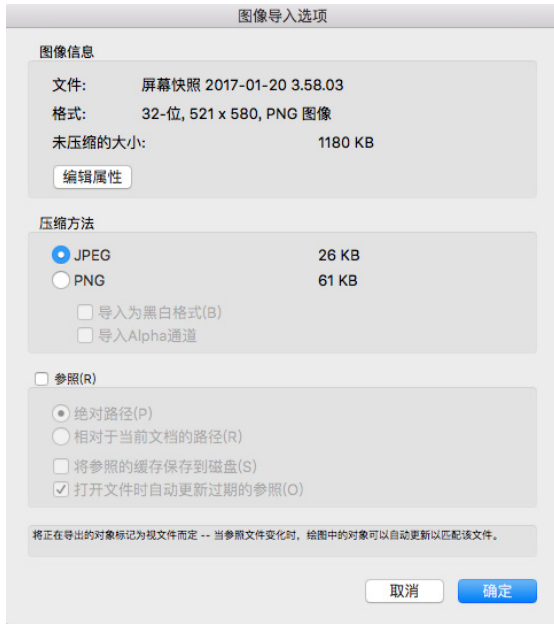 图像导入选项
图像信息
文件: 屏幕快照 2017-01-20 3.58.03
格式: 32-位, 521 x 580, PNG 图像
未压缩的大小: 1180 KB
编辑属性
压缩方法
JPEG 26 KB
PNG 61 KB
导入为黑白格式(B)
导入Alpha通道
参照(R)
绝对路径(P)
相对于当前文档的路径(R)
将参照的缓存保存到磁盘(S)
打开文件时自动更新过期的参照(O)
将正在导出的对象标记为视文件而定 -- 当参照文件变化时，绘图中的对象可以自动更新以匹配该文件。
取消 确定